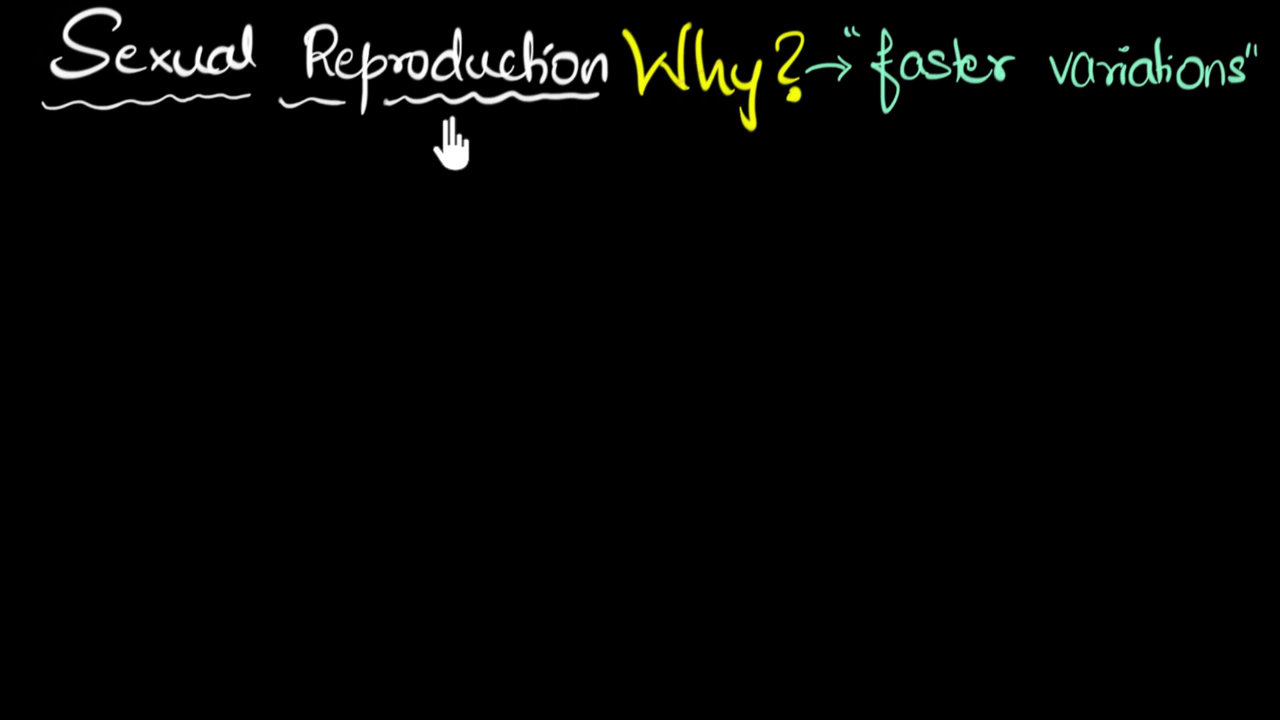 Sexual Reproduction Why? → "faster variations"